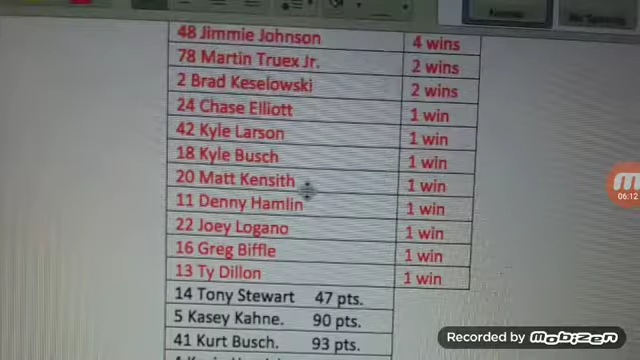 48 Jimmie Johnson 4 wins
78 Martin Truex Jr. 2 wins
2 Brad Keselowski 2 wins
24 Chase Elliott 1 win
42 Kyle Larson 1 win
18 Kyle Busch 1 win
20 Matt Kensith 1 win
11 Denny Hamlin 1 win
22 Joey Logano 1 win
16 Greg Biffle 1 win
13 Ty Dillon 1 win
14 Tony Stewart 47 pts.
5 Kasey Kahne. 90 pts.
41 Kurt Busch. 93 pts.
06:12
Recorded by mobizen